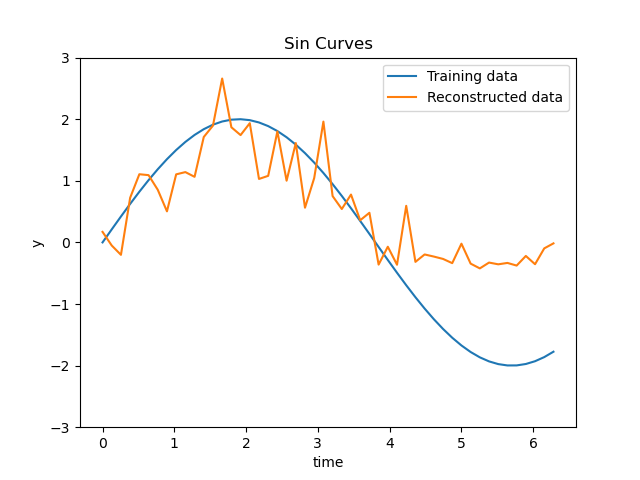 Sin Curves
Training data
Reconstructed data
3
2
1
0
−1
−2
−3
y
0 1 2 3 4 5 6
time